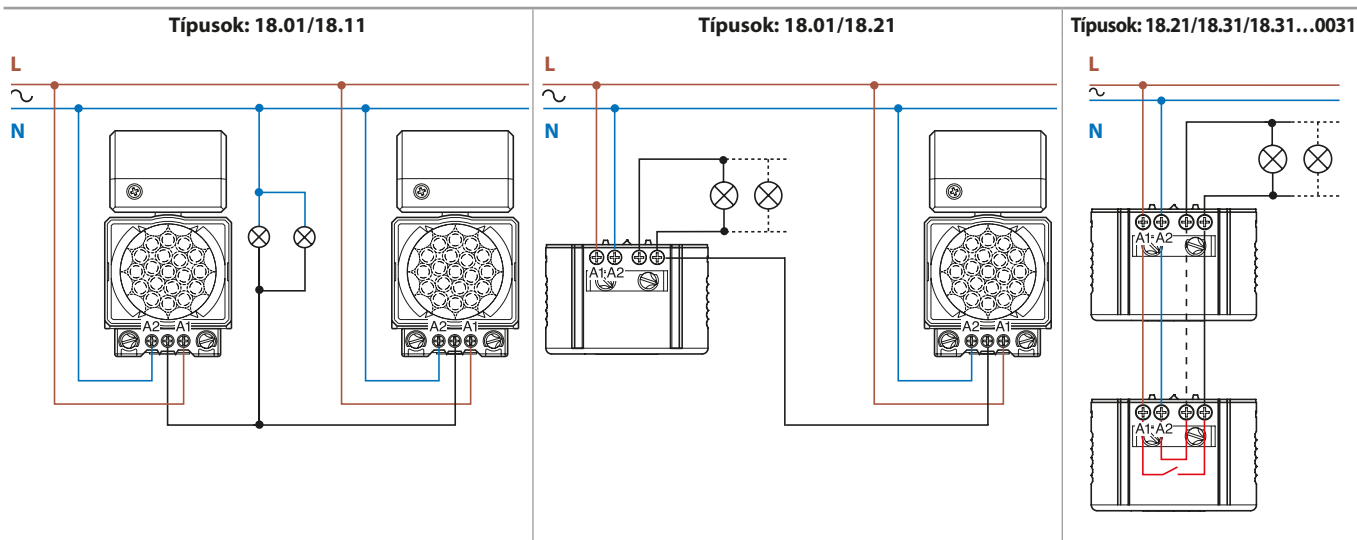 Típusok: 18.01/18.11
L
N
A2 A1
A2 A1
Típusok: 18.01/18.21
L
N
A1 A2
A2 A1
Típusok: 18.21/18.31/18.31…0031
L
N
A1 A2
A1 A2